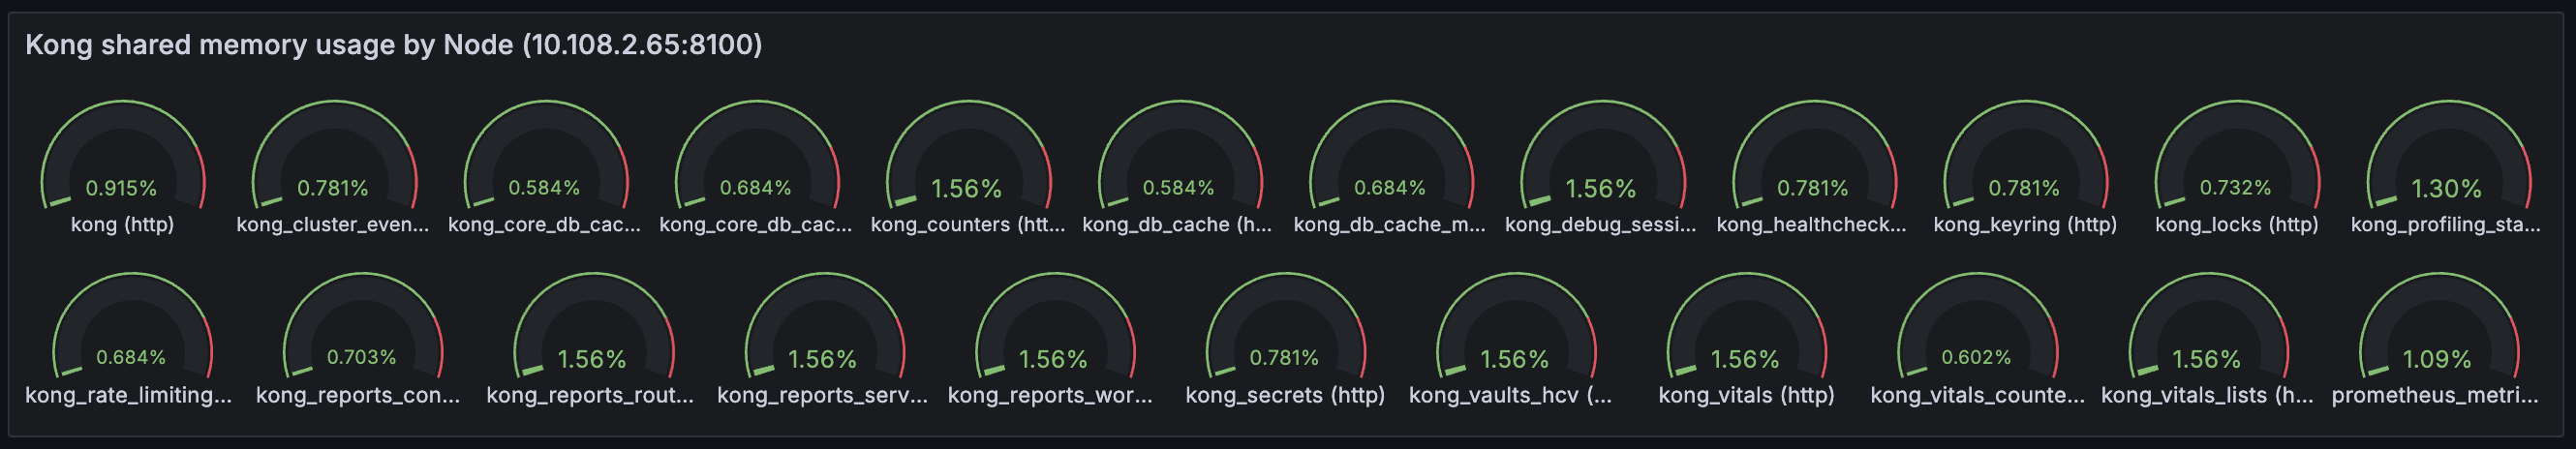 Kong shared memory usage by Node (10.108.2.65:8100)
0.915% 0.781% 0.584% 0.684% 1.56% 0.584% 0.684% 1.56% 0.781% 0.781% 0.732% 1.30%
kong (http) kong_cluster_even... kong_core_db_cac... kong_core_db_cac... kong_counters (htt... kong_db_cache (h... kong_db_cache_m... kong_debug_sessi... kong_healthcheck... kong_keyring (http) kong_locks (http) kong_profiling_sta...
0.684% 0.703% 1.56% 1.56% 1.56% 0.781% 1.56% 1.56% 0.602% 1.56% 1.09%
kong_rate_limiting... kong_reports_con... kong_reports_rout... kong_reports_serv... kong_reports_wor... kong_secrets (http) kong_vaults_hcv (... kong_vitals (http) kong_vitals_counte... kong_vitals_lists (h... prometheus_metri...